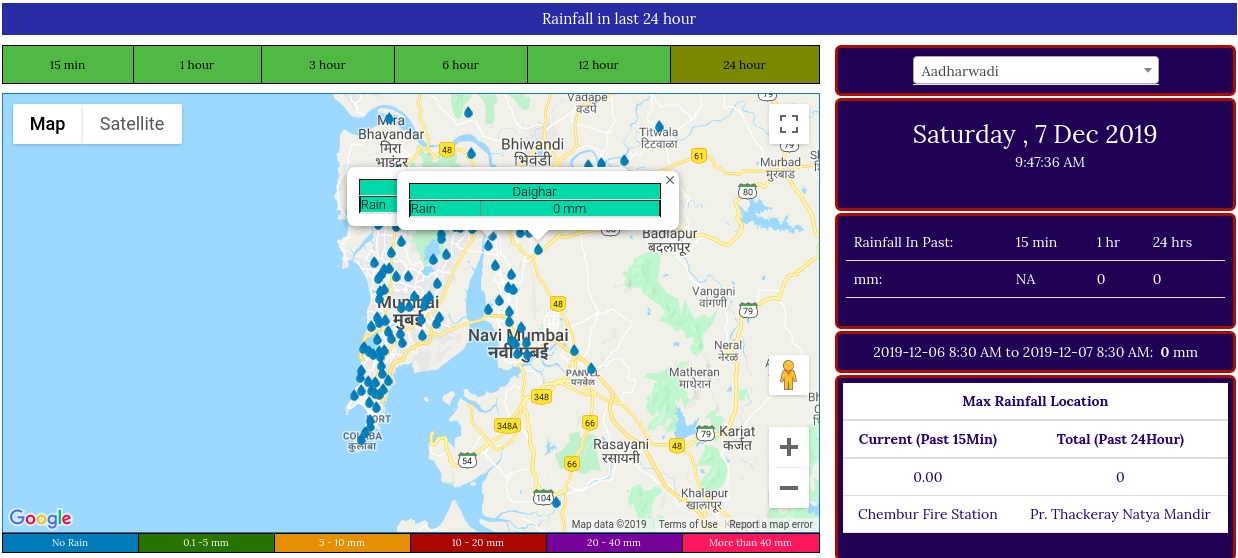 Rainfall in last 24 hour
15 min 1 hour 3 hour 6 hour 12 hour 24 hour
Map Satellite
Mira
Bhavandar
मिरा
भाइंदर
48
Bhiwandi
भिवंडी
Vadape
वडपे
Titwala
टिटवाळा
61
79
79
Murbad
मुरबाड
80
Rain
Daighar
Rain 0 mm
Badlapur
बदलापूर
Mumbai
मुंबई
48
Vangani
वांगणी
79
Navi Mumbai
नवी मुंबई
Neral
नेरळ
PANVEL
पनवेल
Matheran
माथेरान
348
348A
66
FORT
COLABA
कुलाबा
Rasayani
रसायनी
48
79
Karjat
कर्जत
54
66
104
Khalapur
खालापूर
Google
Map data ©2019 Terms of Use Report a map error
No Rain 0.1 -5 mm 5 - 10 mm 10 - 20 mm 20 - 40 mm More than 40 mm
Aadharwadi
Saturday , 7 Dec 2019
9:47:36 AM
Rainfall In Past: 15 min 1 hr 24 hrs
mm: NA 0 0
2019-12-06 8:30 AM to 2019-12-07 8:30 AM: 0 mm
Max Rainfall Location
Current (Past 15Min) Total (Past 24Hour)
0.00 0
Chembur Fire Station Pr. Thackeray Natya Mandir